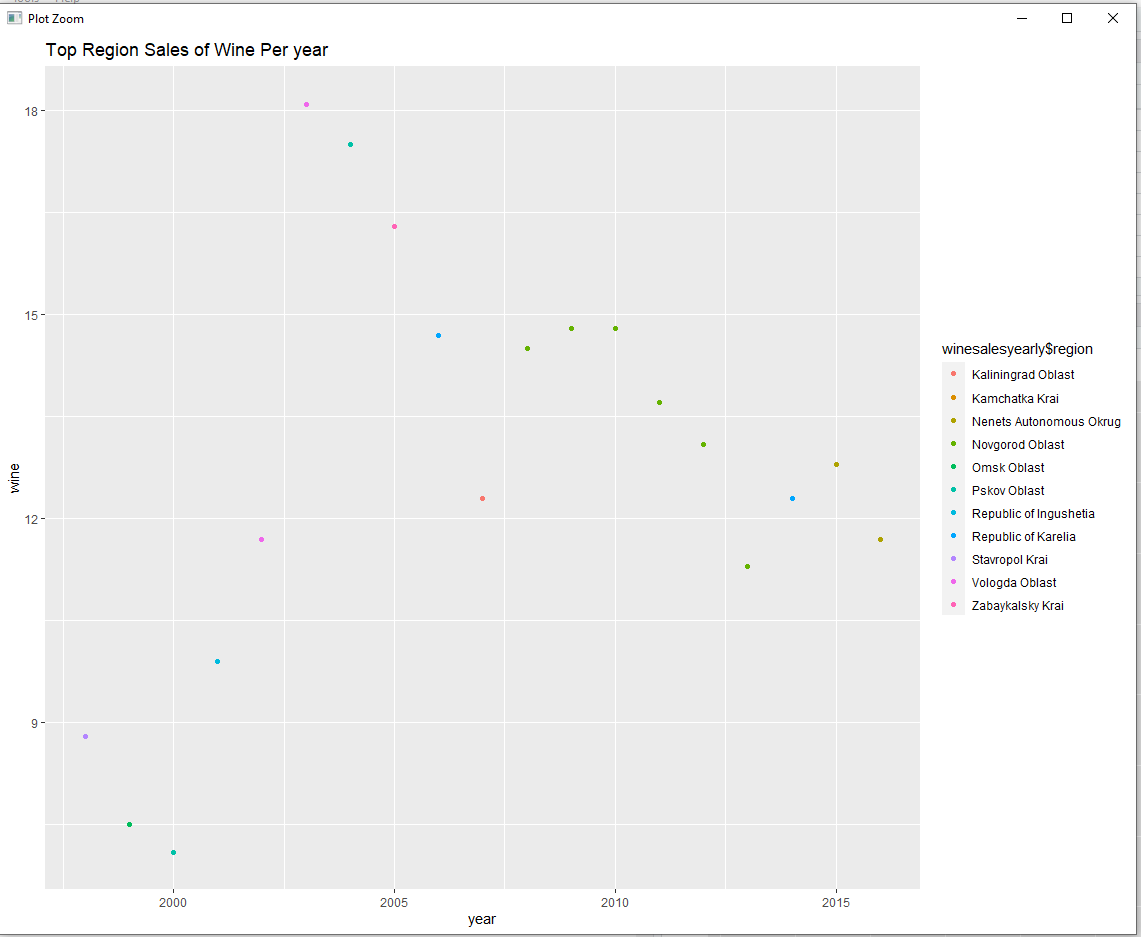 Tools Help
Plot Zoom
Top Region Sales of Wine Per year
18
15
12
9
wine
2000 2005 2010 2015
year
winesalesyearly$region
Kaliningrad Oblast
Kamchatka Krai
Nenets Autonomous Okrug
Novgorod Oblast
Omsk Oblast
Pskov Oblast
Republic of Ingushetia
Republic of Karelia
Stavropol Krai
Vologda Oblast
Zabaykalsky Krai